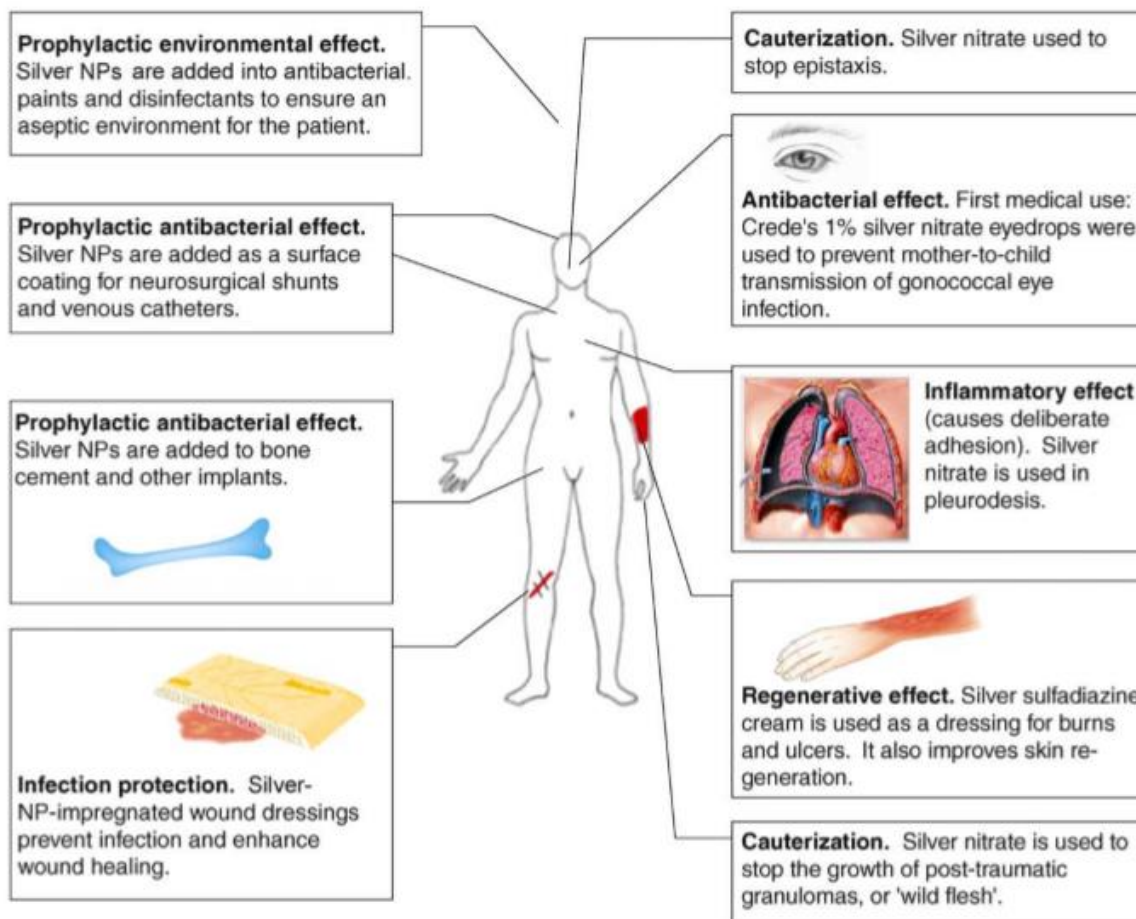 Prophylactic environmental effect.
Silver NPs are added into antibacterial.
paints and disinfectants to ensure an
aseptic environment for the patient.
Prophylactic antibacterial effect.
Silver NPs are added as a surface
coating for neurosurgical shunts
and venous catheters.
Prophylactic antibacterial effect.
Silver NPs are added to bone
cement and other implants.
Infection protection. Silver-
NP-impregnated wound dressings
prevent infection and enhance
wound healing.
Cauterization. Silver nitrate used to
stop epistaxis.
Antibacterial effect. First medical use:
Crede's 1% silver nitrate eyedrops were
used to prevent mother-to-child
transmission of gonococcal eye
infection.
Inflammatory effect
(causes deliberate
adhesion). Silver
nitrate is used in
pleurodesis.
Regenerative effect. Silver sulfadiazine
cream is used as a dressing for burns
and ulcers. It also improves skin re-
generation.
Cauterization. Silver nitrate is used to
stop the growth of post-traumatic
granulomas, or 'wild flesh'.